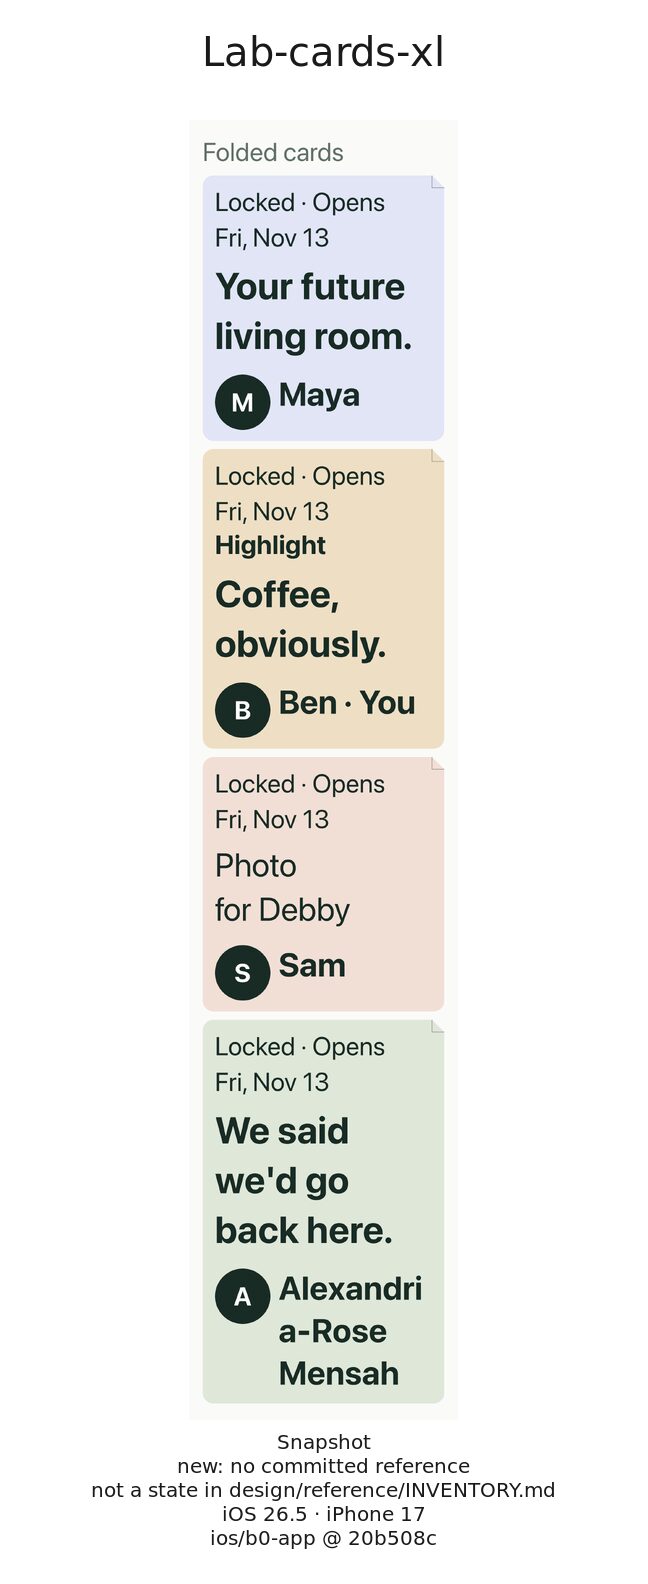 Lab-cards-xl
Folded cards
Locked · Opens
Fri, Nov 13
Your future
living room.
M Maya
Locked · Opens
Fri, Nov 13
Highlight
Coffee,
obviously.
B Ben · You
Locked · Opens
Fri, Nov 13
Photo
for Debby
S Sam
Locked · Opens
Fri, Nov 13
We said
we'd go
back here.
A Alexandri
a-Rose
Mensah
Snapshot
new: no committed reference
not a state in design/reference/INVENTORY.md
iOS 26.5 · iPhone 17
ios/b0-app @ 20b508c